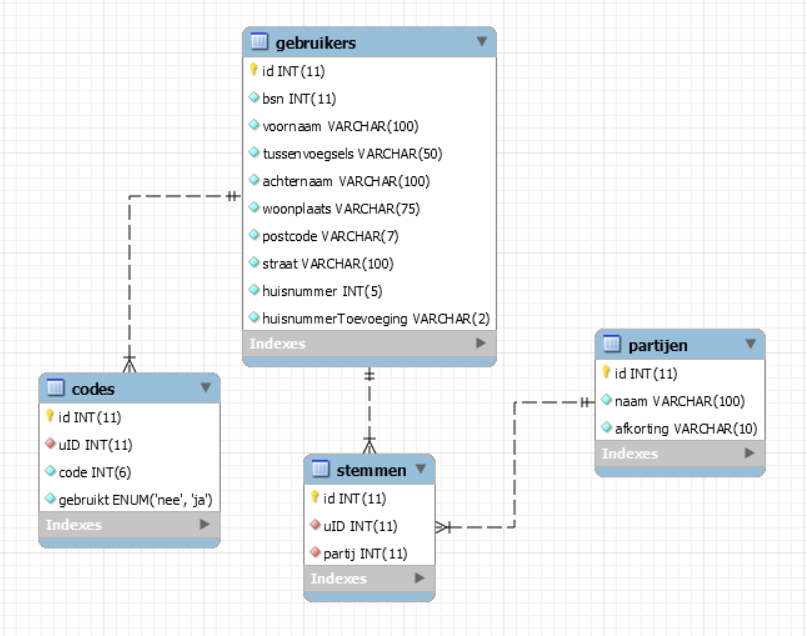 gebruikers
id INT(11)
bsn INT(11)
voornaam VARCHAR(100)
tussenvoegsels VARCHAR(50)
achternaam VARCHAR(100)
woonplaats VARCHAR(75)
postcode VARCHAR(7)
straat VARCHAR(100)
huisnummer INT(5)
huisnummerToevoeging VARCHAR(2)
Indexes
codes
id INT(11)
uID INT(11)
code INT(6)
gebruikt ENUM('nee', 'ja')
Indexes
stemmen
id INT(11)
uID INT(11)
partij INT(11)
Indexes
partijen
id INT(11)
naam VARCHAR(100)
afkorting VARCHAR(10)
Indexes